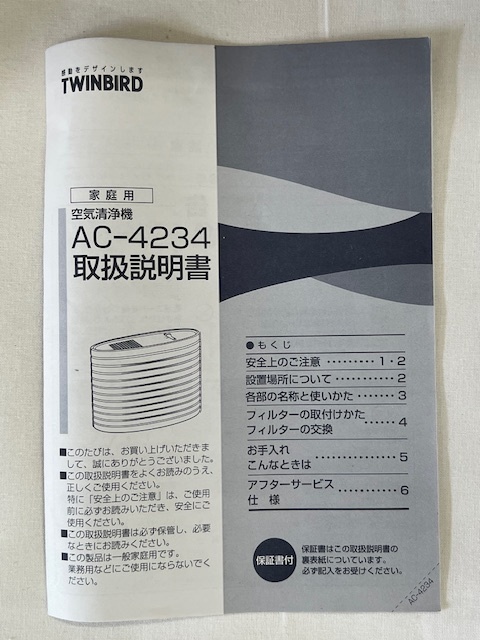 感動をデザインします
TWINBIRD
家庭用
空気清浄機
AC-4234
取扱説明書
■このたびは、お買い上げいただきま
して、誠にありがとうございました。
■この取扱説明書をよくお読みのうえ、
正しくご使用ください。
特に「安全上のご注意」は、ご使用
前に必ずお読みいただき、安全にご
使用ください。
■この取扱説明書は必ず保管し、必要
なときにお読みください。
■この製品は一般家庭用です。
業務用などにご使用にならないでく
ださい。
●もくじ
安全上のご注意 ·········· 1・2
設置場所について ·········· 2
各部の名称と使いかた ······· 3
フィルターの取付けかた
フィルターの交換 ····· 4
お手入れ
こんなときは ············ 5
アフターサービス
仕様 ············ 6
保証書付
保証書はこの取扱説明書の
裏表紙についています。
必ず記入をお受けください。
AC-4234